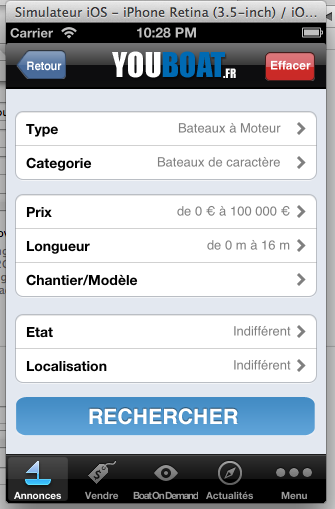 Simulateur iOS - iPhone Retina (3.5-inch) / iO...
Carrier 10:28 PM
Retour YOUBOAT.FR Effacer
Type Bateaux à Moteur
Categorie Bateaux de caractère
Prix de 0 € à 100 000 €
Longueur de 0 m à 16 m
Chantier/Modèle
Etat Indifférent
Localisation Indifférent
RECHERCHER
Annonces Vendre BoatOnDemand Actualités Menu